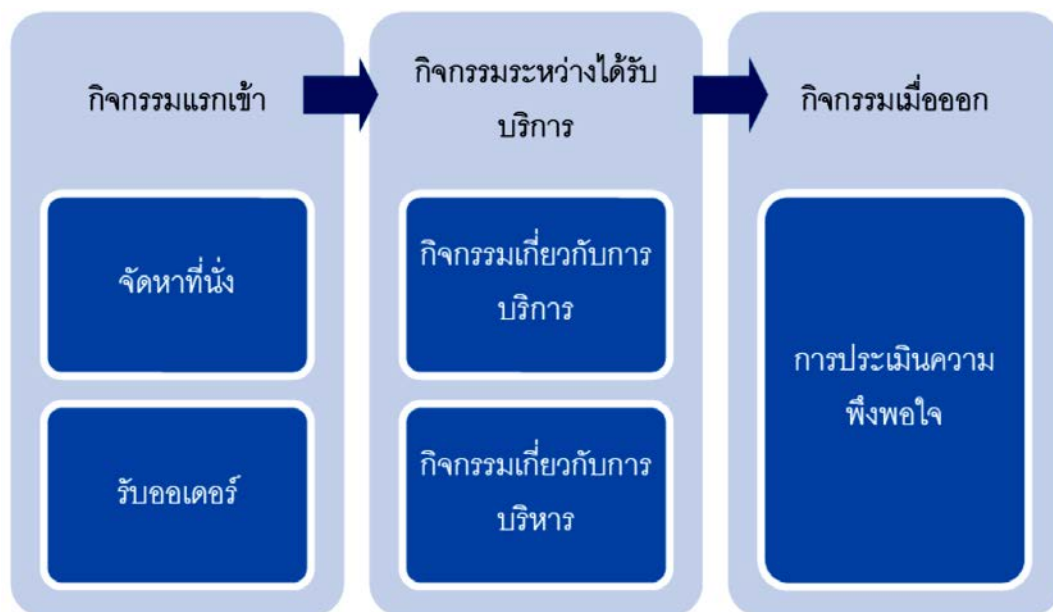 กิจกรรมแรกเข้า
จัดหาที่นั่ง
รับออเดอร์
กิจกรรมระหว่างได้รับ
บริการ
กิจกรรมเกี่ยวกับการ
บริการ
กิจกรรมเกี่ยวกับการ
บริหาร
กิจกรรมเมื่อออก
การประเมินความ
พึงพอใจ